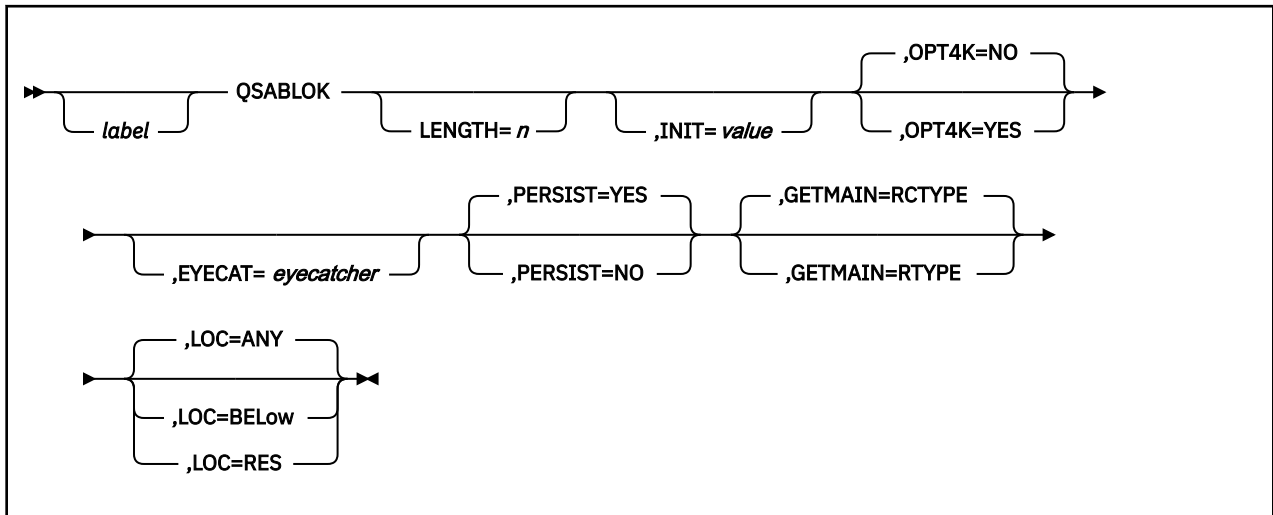 ,OPT4K=NO
label QSABLOK LENGTH= n ,INIT= value ,OPT4K=YES
,PERSIST=YES ,GETMAIN=RCTYPE
,EYECAT= eyecatcher ,PERSIST=NO ,GETMAIN=RTYPE
,LOC=ANY
,LOC=BELow
,LOC=RES